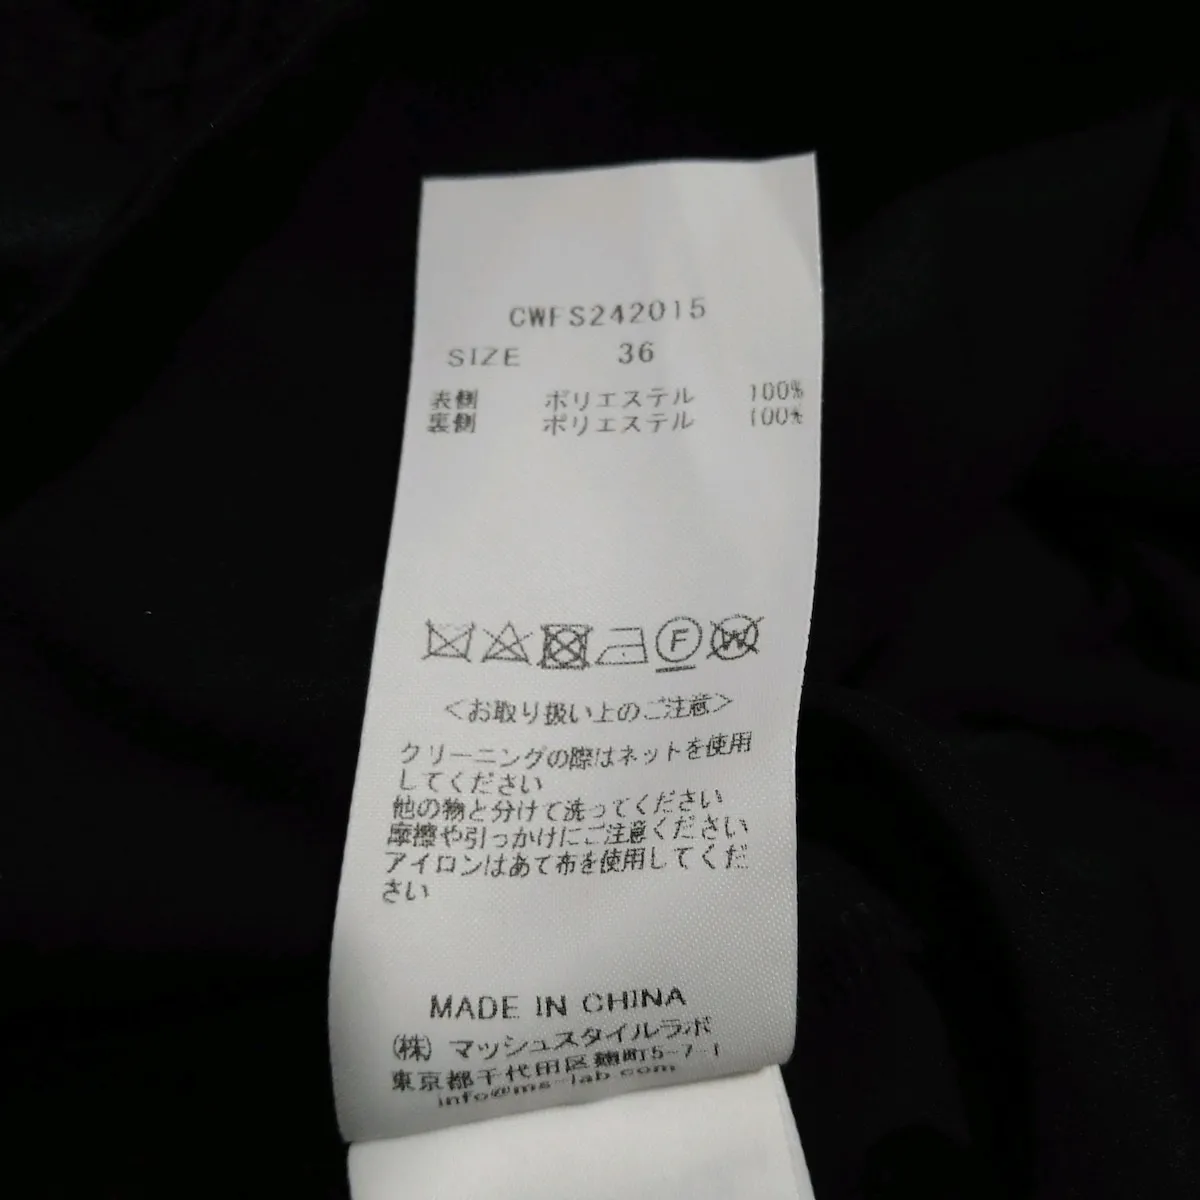 CWFS242015
SIZE 36
表側 ポリエステル 100%
裏側 ポリエステル 100%
F W
<お取り扱い上のご注意>
クリーニングの際はネットを使用
してください
他の物と分けて洗ってください
摩擦や引っかけにご注意ください
アイロンはあて布を使用してくだ
さい
MADE IN CHINA
(株) マッシュスタイルラボ
東京都千代田区麹町5-7-1
info@ms-lab.com